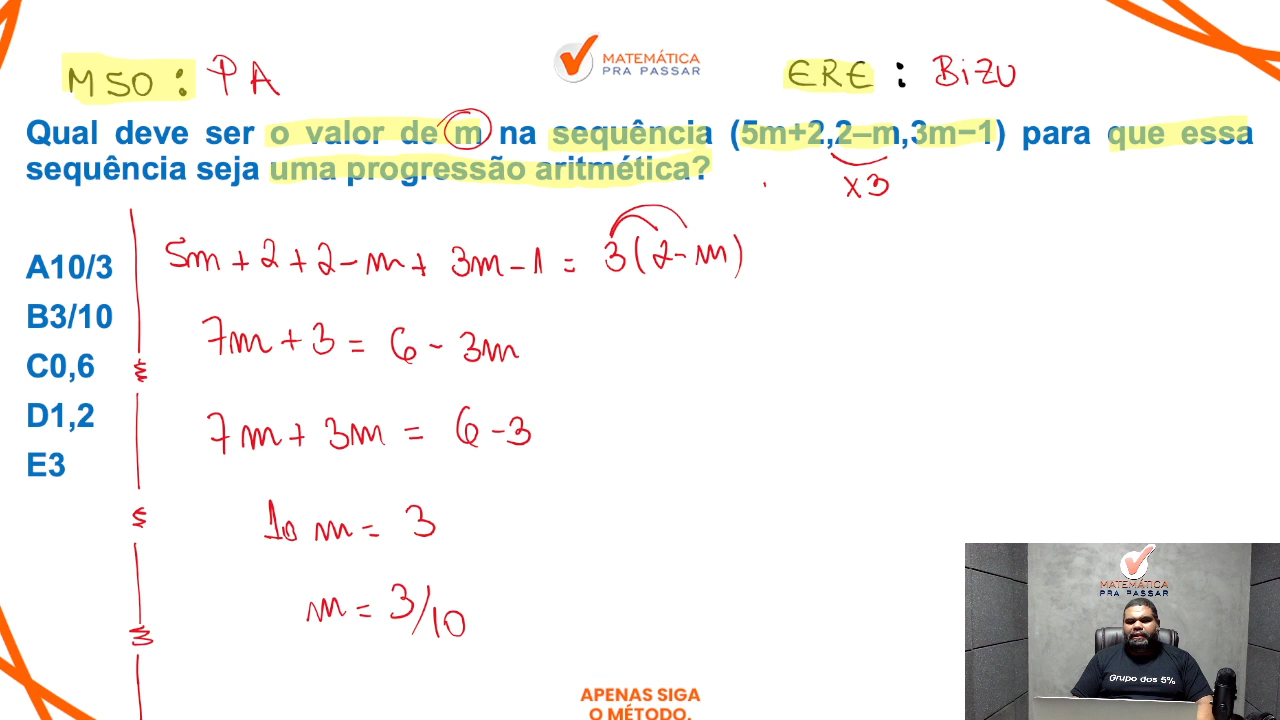 MSO: PA
MATEMÁTICA
PRA PASSAR
ERE: BIZU
Qual deve ser o valor de m na sequência (5m+2,2–m,3m−1) para que essa
sequência seja uma progressão aritmética?
x3
A10/3
B3/10
C0,6
D1,2
E3
5m+2+2-m+3m-1=3(2-m)
7m+3=6-3m
7m+3m=6-3
10m=3
m=3/10
MATEMÁTICA
PRA PASSAR
Grupo dos 5%
APENAS SIGA
O MÉTODO.